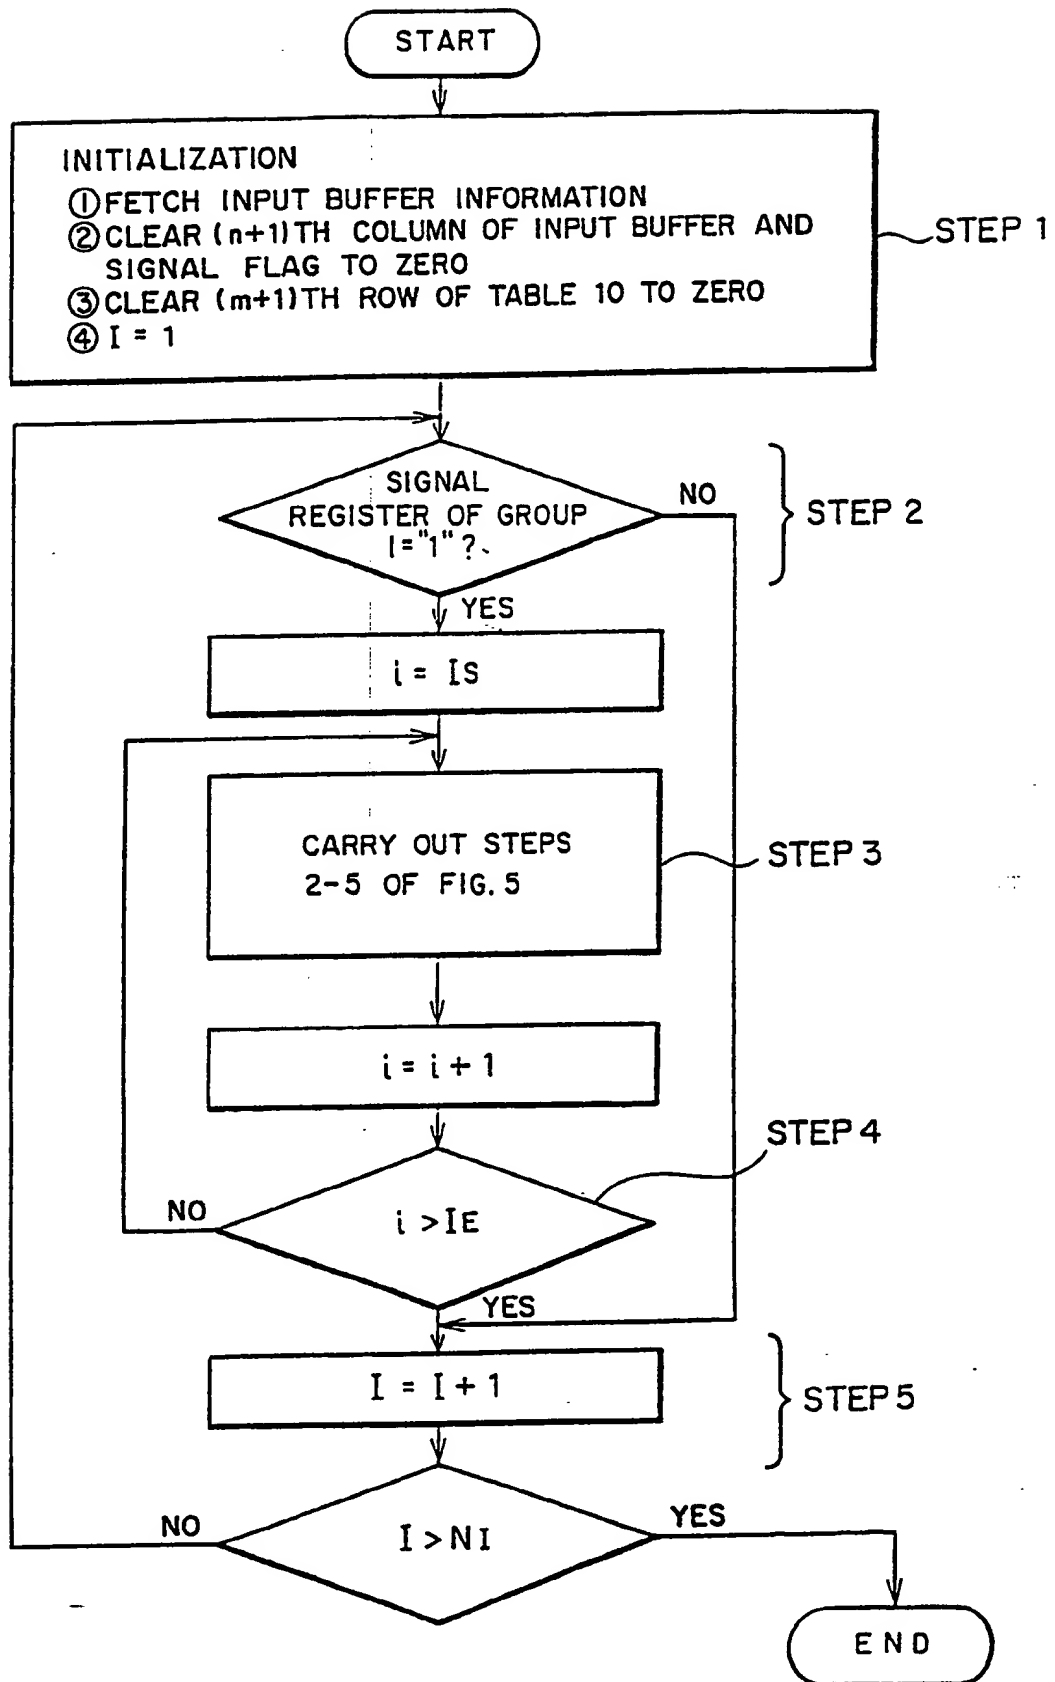 START
INITIALIZATION
①FETCH INPUT BUFFER INFORMATION
②CLEAR (n+1)TH COLUMN OF INPUT BUFFER AND
SIGNAL FLAG TO ZERO
③CLEAR (m+1)TH ROW OF TABLE 10 TO ZERO
④ I = 1
STEP 1
SIGNAL
REGISTER OF GROUP
I="1" ?
NO
STEP 2
YES
i = IS
CARRY OUT STEPS
2-5 OF FIG. 5
STEP 3
i = i + 1
STEP 4
NO
i > IE
YES
I = I + 1
STEP 5
NO
I > NI
YES
END